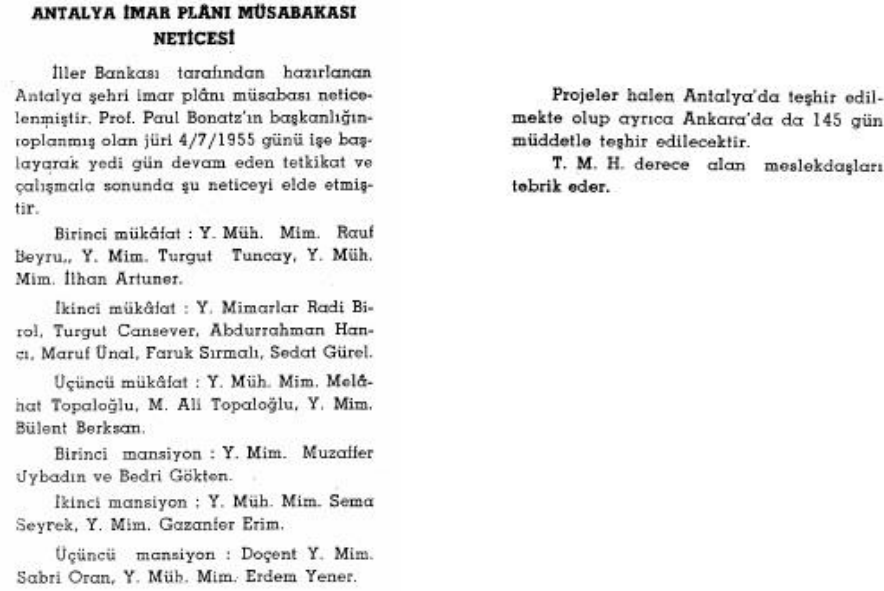 ANTALYA İMAR PLÂNI MÜSABAKASI
NETİCESİ
İller Bankası tarafından hazırlanan
Antalya şehri imar plânı müsabası netice-
lenmiştir. Prof. Paul Bonatz'ın başkanlığın-
toplanmış olan jüri 4/7/1955 günü işe baş-
layarak yedi gün devam eden tetkikat ve
çalışmala sonunda şu neticeyi elde etmiş-
tir.
Birinci mükâfat : Y. Müh. Mim. Rauf
Beyru,, Y. Mim. Turgut Tuncay, Y. Müh.
Mim. İlhan Artuner.
İkinci mükâfat : Y. Mimarlar Radi Bi-
rol, Turgut Cansever, Abdurrahman Han-
cı, Maruf Ünal, Faruk Sırmalı, Sedat Gürel.
Üçüncü mükâfat : Y. Müh. Mim. Melâ-
hat Topaloğlu, M. Ali Topaloğlu, Y. Mim.
Bülent Berksan.
Birinci mansiyon : Y. Mim. Muzaffer
Uybadın ve Bedri Gökten.
İkinci mansiyon : Y. Müh. Mim. Sema
Seyrek, Y. Mim. Gazanfer Erim.
Üçüncü mansiyon : Doçent Y. Mim.
Sabri Oran, Y. Müh. Mim. Erdem Yener.
Projeler halen Antalya'da teşhir edil-
mekte olup ayrıca Ankara'da da 145 gün
müddetle teşhir edilecektir.
T. M. H. derece alan meslekdaşları
tebrik eder.